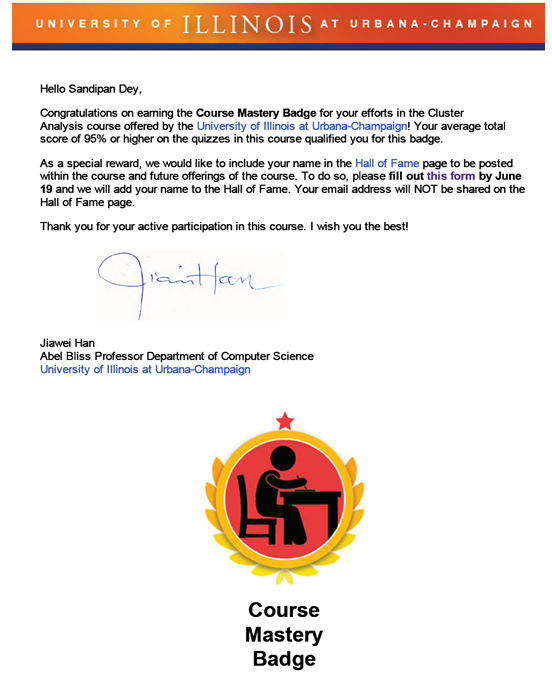 UNIVERSITY OF ILLINOIS AT URBANA-CHAMPAIGN
Hello Sandipan Dey,
Congratulations on earning the Course Mastery Badge for your efforts in the Cluster
Analysis course offered by the University of Illinois at Urbana-Champaign! Your average total
score of 95% or higher on the quizzes in this course qualified you for this badge.
As a special reward, we would like to include your name in the Hall of Fame page to be posted
within the course and future offerings of the course. To do so, please fill out this form by June
19 and we will add your name to the Hall of Fame. Your email address will NOT be shared on the
Hall of Fame page.
Thank you for your active participation in this course. I wish you the best!
Jiawei Han
Jiawei Han
Abel Bliss Professor Department of Computer Science
University of Illinois at Urbana-Champaign
Course
Mastery
Badge